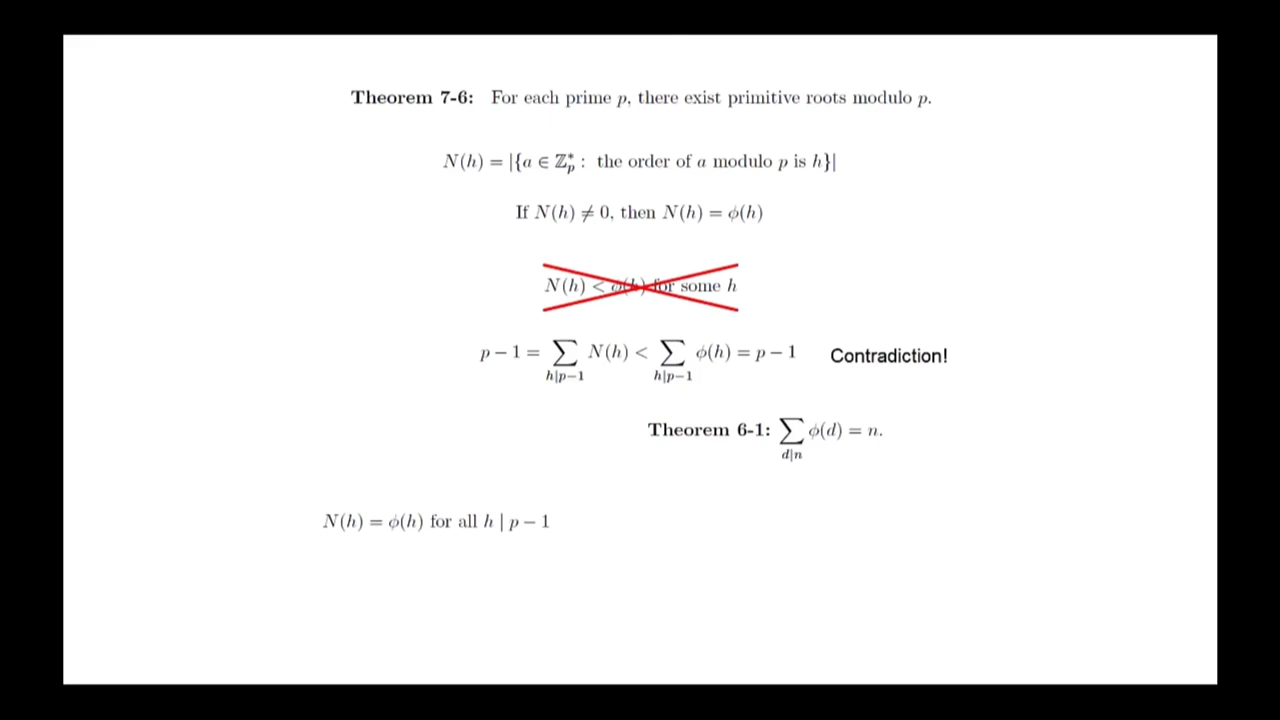 Theorem 7-6: For each prime p, there exist primitive roots modulo p.
N(h) = |{a ∈ ℤ*ₚ : the order of a modulo p is h}|
If N(h) ≠ 0, then N(h) = ϕ(h)
N(h) < ϕ(h) for some h
p − 1 = ∑_{h|p−1} N(h) < ∑_{h|p−1} ϕ(h) = p − 1 Contradiction!
Theorem 6-1: ∑_{d|n} ϕ(d) = n.
N(h) = ϕ(h) for all h | p − 1